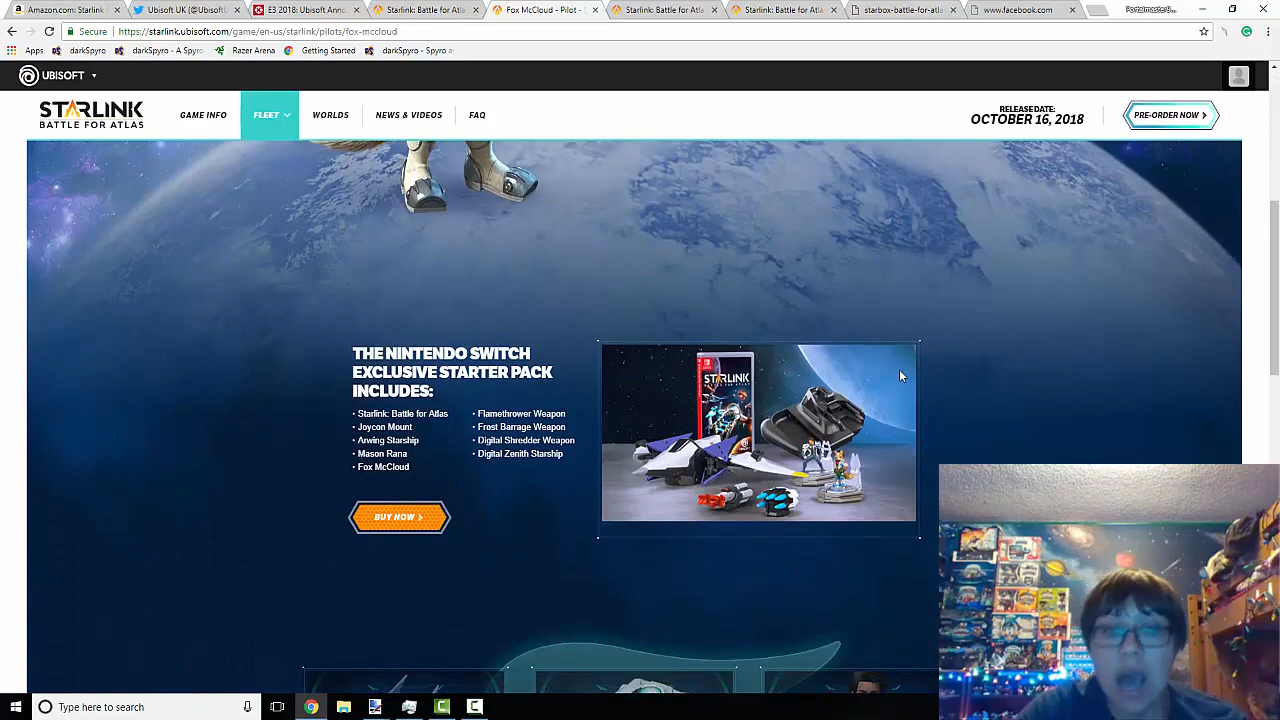 Amazon.com: Starlink
Ubisoft UK (@UbisoftU
E3 2018: Ubisoft Annou
Starlink: Battle for Atla
Fox McCloud - Pilot - S
Starlink: Battle for Atla
Starlink: Battle for Atla
starbox-battle-for-atla
www.facebook.com
Secure
https://starlink.ubisoft.com/game/en-us/starlink/pilots/fox-mccloud
Apps
darkSpyro
darkSpyro - A Spyro
Razer Arena
Getting Started
darkSpyro - Spyro an
UBISOFT
STARLINK
BATTLE FOR ATLAS
GAME INFO
FLEET
WORLDS
NEWS & VIDEOS
FAQ
RELEASE DATE:
OCTOBER 16, 2018
PRE-ORDER NOW
THE NINTENDO SWITCH
EXCLUSIVE STARTER PACK
INCLUDES:
• Starlink: Battle for Atlas
• Joycon Mount
• Arwing Starship
• Mason Rana
• Fox McCloud
• Flamethrower Weapon
• Frost Barrage Weapon
• Digital Shredder Weapon
• Digital Zenith Starship
BUY NOW
STARLINK
Type here to search